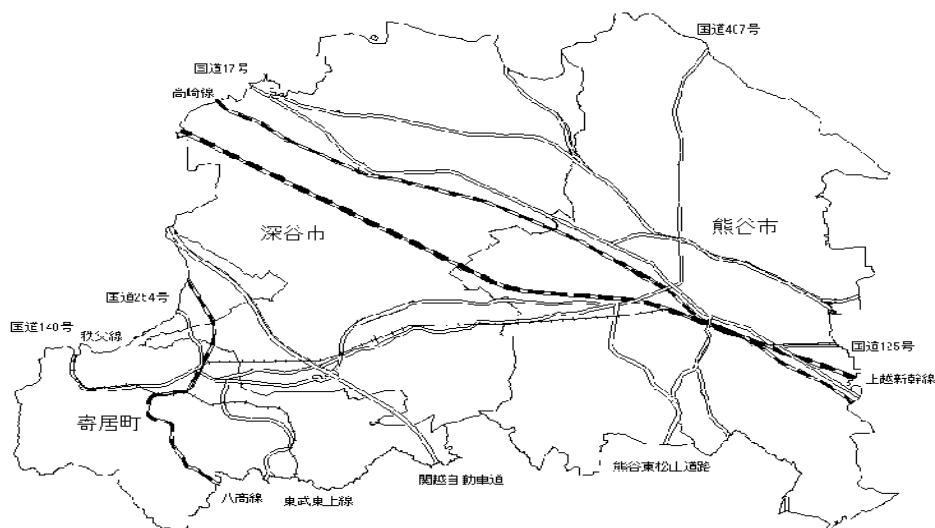 国道407号
国道17号
高崎線
熊谷市
深谷市
国道254号
国道140号
秩父線
国道125号
上越新幹線
寄居町
八高線
東武東上線
関越自動車道
熊谷東松山道路